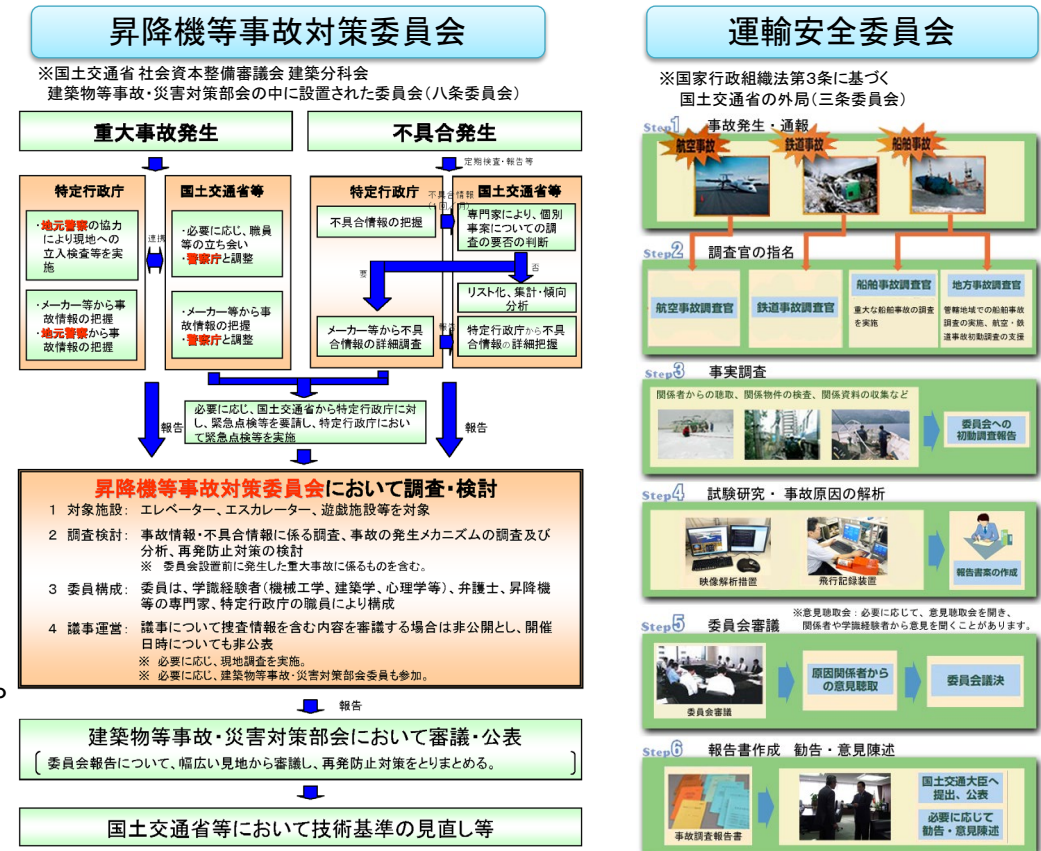 昇降機等事故対策委員会
※国土交通省 社会資本整備審議会 建築分科会
建築物等事故・災害対策部会の中に設置された委員会(八条委員会)
重大事故発生
不具合発生
定期検査・報告等
特定行政庁
国土交通省等
・地元警察の協力
により現地への
立入検査等を実
施
連携
・必要に応じ、職員
等の立ち会い
・警察庁と調整
・メーカー等から事
故情報の把握
・地元警察から事
故情報の把握
・メーカー等から事
故情報の把握
・警察庁と調整
特定行政庁
不具合情報
国土交通省等
不具合情報の把握
専門家により、個別
事案についての調
査の要否の判断
要
否
リスト化、集計・傾向
分析
メーカー等から不具
合情報の詳細調査
報告
特定行政庁から不具
合情報の詳細把握
報告
必要に応じ、国土交通省から特定行政庁に対
し、緊急点検等を要請し、特定行政庁におい
て緊急点検等を実施
報告
昇降機等事故対策委員会において調査・検討
1 対象施設: エレベーター、エスカレーター、遊戯施設等を対象
2 調査検討: 事故情報・不具合情報に係る調査、事故の発生メカニズムの調査及び
分析、再発防止対策の検討
※ 委員会設置前に発生した重大事故に係るものを含む。
3 委員構成: 委員は、学識経験者(機械工学、建築学、心理学等)、弁護士、昇降機
等の専門家、特定行政庁の職員により構成
4 議事運営: 議事について捜査情報を含む内容を審議する場合は非公開とし、開催
日時についても非公表
※ 必要に応じ、現地調査を実施。
※ 必要に応じ、建築物等事故・災害対策部会委員も参加。
。
報告
建築物等事故・災害対策部会において審議・公表
委員会報告について、幅広い見地から審議し、再発防止対策をとりまとめる。
国土交通省等において技術基準の見直し等
運輸安全委員会
※国家行政組織法第3条に基づく
国土交通省の外局(三条委員会)
Step1 事故発生・通報
航空事故
鉄道事故
船舶事故
Step2 調査官の指名
航空事故調査官
鉄道事故調査官
船舶事故調査官
重大な船舶事故の調査
を実施
地方事故調査官
管轄地域での船舶事故
調査の実施、航空・鉄
道事故初動調査の支援
Step3 事実調査
関係者からの聴取、関係物件の検査、関係資料の収集など
委員会への
初動調査報告
Step4 試験研究・ 事故原因の解析
映像解析措置
飛行記録装置
報告書案の作成
※意見聴取会:必要に応じて、意見聴取会を開き、
関係者や学識経験者から意見を聞くことがあります。
Step5 委員会審議
委員会審議
原因関係者から
の意見聴取
委員会議決
Step6 報告書作成 勧告・意見陳述
事故調査報告書
国土交通大臣へ
提出、公表
必要に応じて
勧告・意見陳述